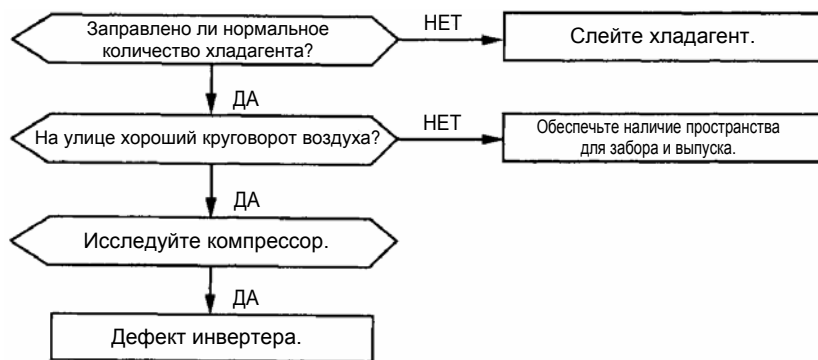 Заправлено ли нормальное
количество хладагента?
НЕТ
Слейте хладагент.
ДА
На улице хороший круговорот воздуха?
НЕТ
Обеспечьте наличие пространства
для забора и выпуска.
ДА
Исследуйте компрессор.
ДА
Дефект инвертера.